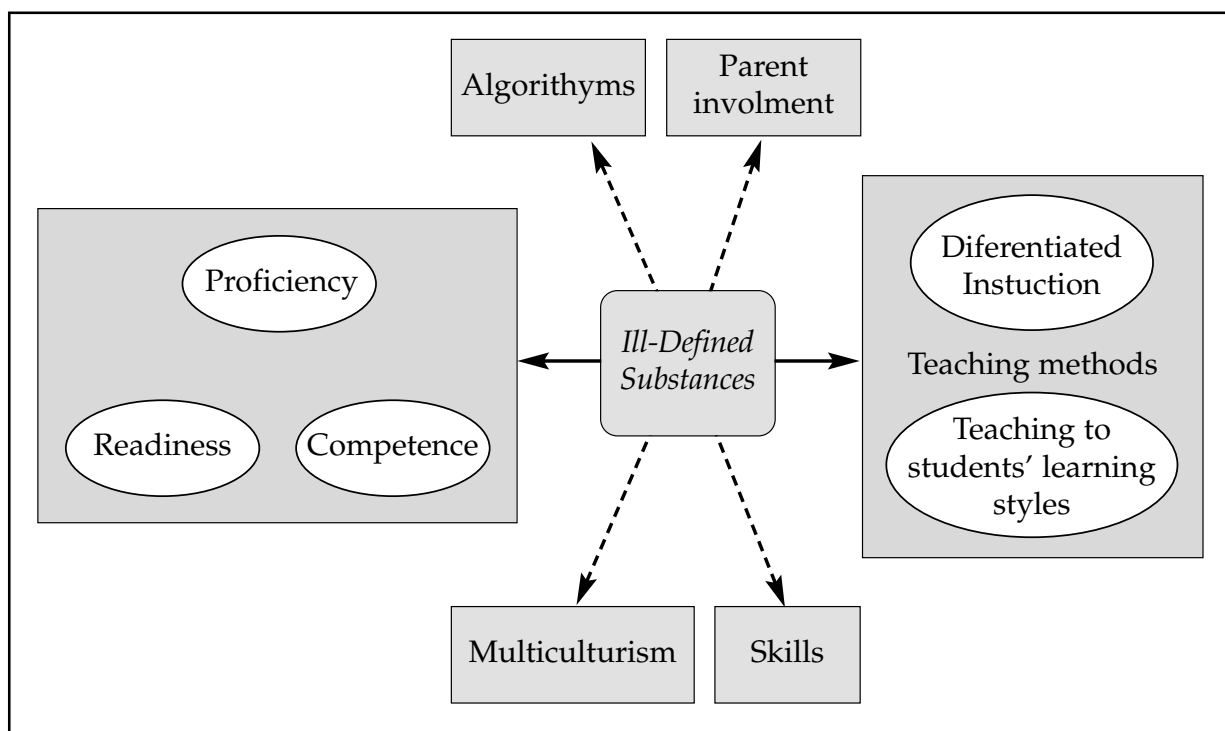 Algorithyms
Parent
involment
Proficiency
Readiness
Competence
Ill-Defined
Substances
Diferentiated
Instuction
Teaching methods
Teaching to
students’ learning
styles
Multiculturism
Skills